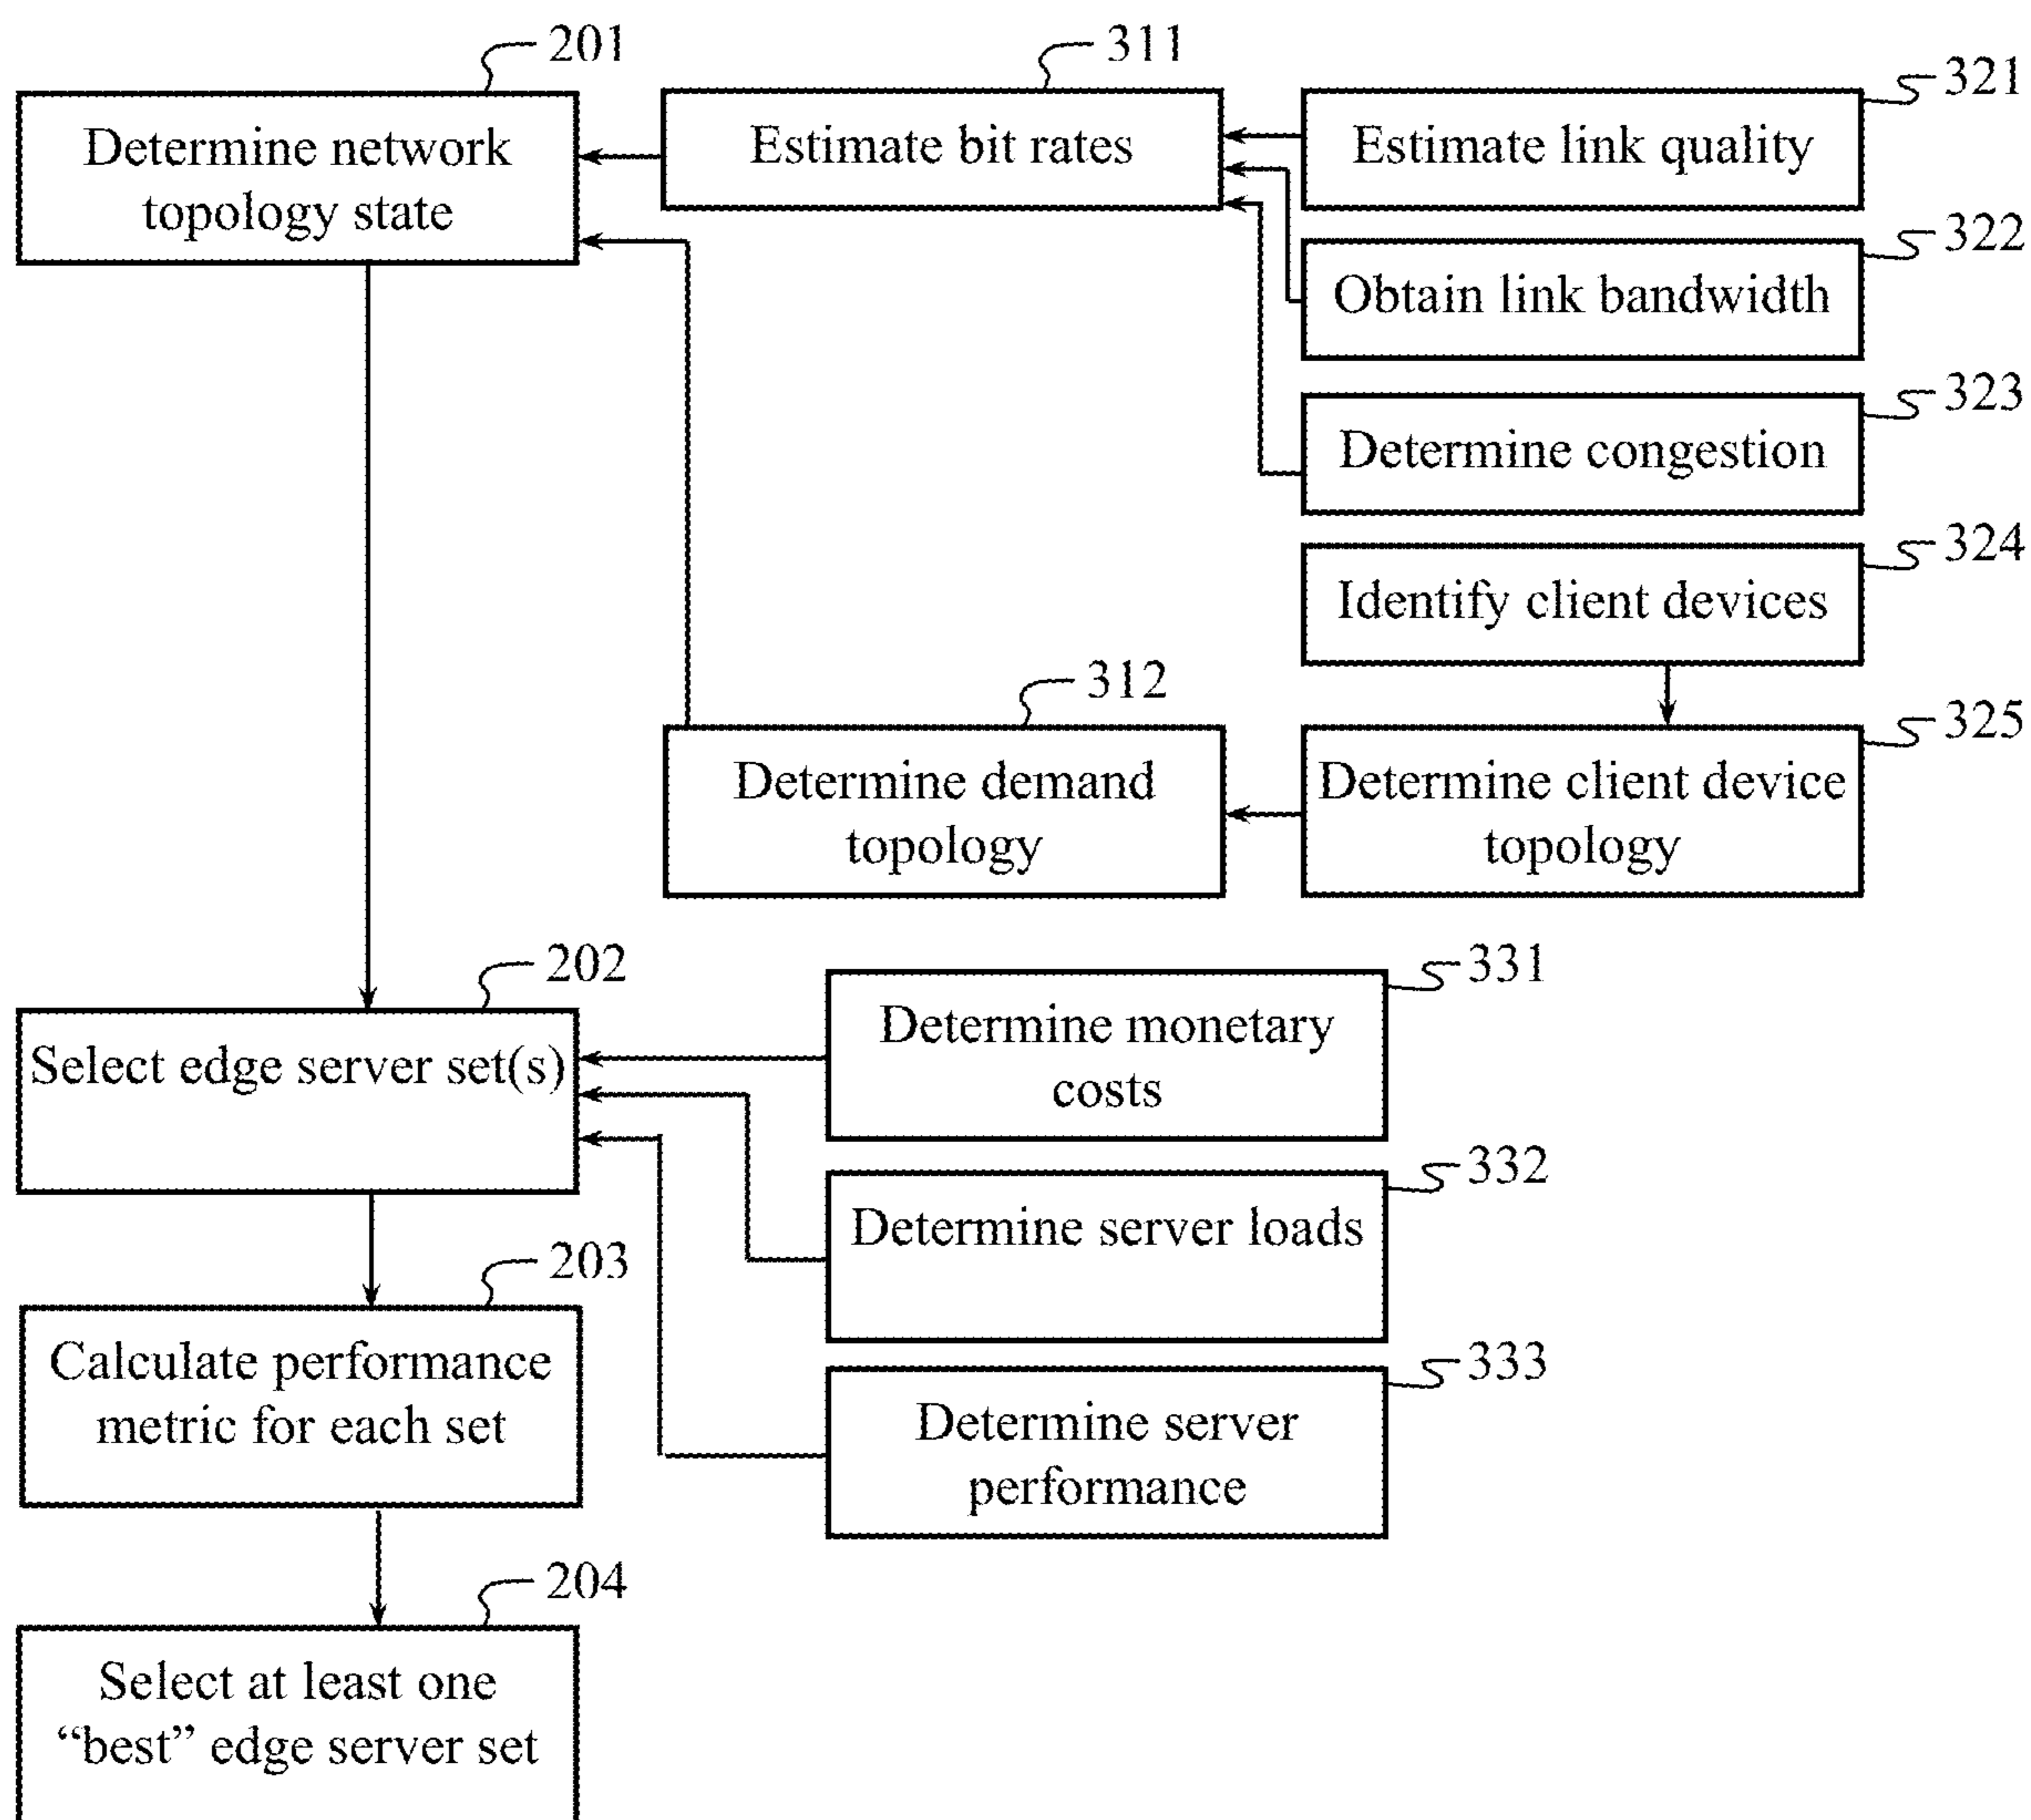 201
Determine network
topology state
311
Estimate bit rates
321
Estimate link quality
322
Obtain link bandwidth
323
Determine congestion
324
Identify client devices
312
Determine demand
topology
325
Determine client device
topology
202
Select edge server set(s)
331
Determine monetary
costs
332
Determine server loads
203
Calculate performance
metric for each set
333
Determine server
performance
204
Select at least one
“best” edge server set